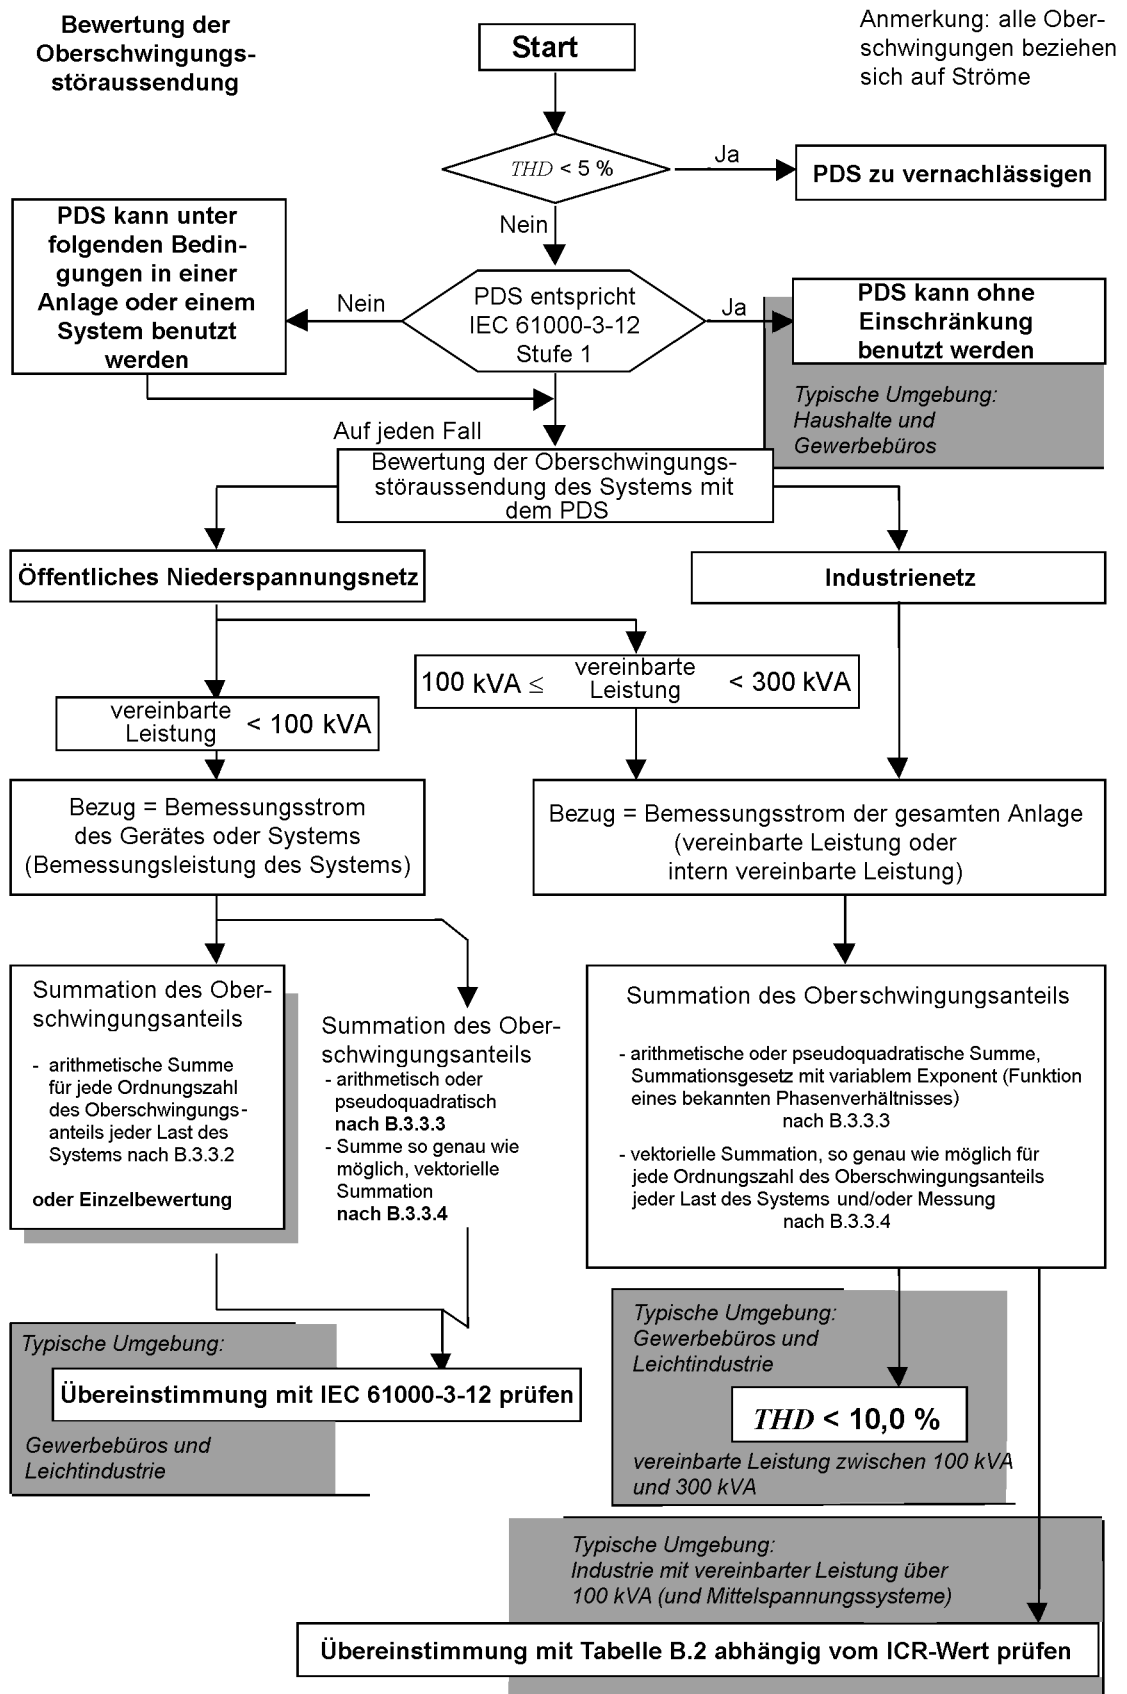 Bewertung der
Oberschwingungs-
störaussendung
Start
Anmerkung: alle Ober-
schwingungen beziehen
sich auf Ströme
THD < 5 %
Ja
PDS zu vernachlässigen
Nein
PDS kann unter
folgenden Bedin-
gungen in einer
Anlage oder einem
System benutzt
werden
Nein
PDS entspricht
IEC 61000-3-12
Stufe 1
Ja
PDS kann ohne
Einschränkung
benutzt werden
Typische Umgebung:
Haushalte und
Gewerbebüros
Auf jeden Fall
Bewertung der Oberschwingungs-
störaussendung des Systems mit
dem PDS
Öffentliches Niederspannungsnetz
Industrienetz
vereinbarte
Leistung < 100 kVA
100 kVA ≤ vereinbarte Leistung < 300 kVA
Bezug = Bemessungsstrom
des Gerätes oder Systems
(Bemessungsleistung des Systems)
Bezug = Bemessungsstrom der gesamten Anlage
(vereinbarte Leistung oder
intern vereinbarte Leistung)
Summation des Ober-
schwingungsanteils
- arithmetische Summe
für jede Ordnungszahl
des Oberschwingungs-
anteils jeder Last des
Systems nach B.3.3.2
oder Einzelbewertung
Summation des Ober-
schwingungsanteils
- arithmetisch oder
pseudoquadratisch
nach B.3.3.3
- Summe so genau wie
möglich, vektorielle
Summation
nach B.3.3.4
Summation des Oberschwingungsanteils
- arithmetische oder pseudoquadratische Summe,
Summationsgesetz mit variablem Exponent (Funktion
eines bekannten Phasenverhältnisses)
nach B.3.3.3
- vektorielle Summation, so genau wie möglich für
jede Ordnungszahl des Oberschwingungsanteils
jeder Last des Systems und/oder Messung
nach B.3.3.4
Typische Umgebung:
Übereinstimmung mit IEC 61000-3-12 prüfen
Gewerbebüros und
Leichtindustrie
Typische Umgebung:
Gewerbebüros und
Leichtindustrie
THD < 10,0 %
vereinbarte Leistung zwischen 100 kVA
und 300 kVA
Typische Umgebung:
Industrie mit vereinbarter Leistung über
100 kVA (und Mittelspannungssysteme)
Übereinstimmung mit Tabelle B.2 abhängig vom ICR-Wert prüfen